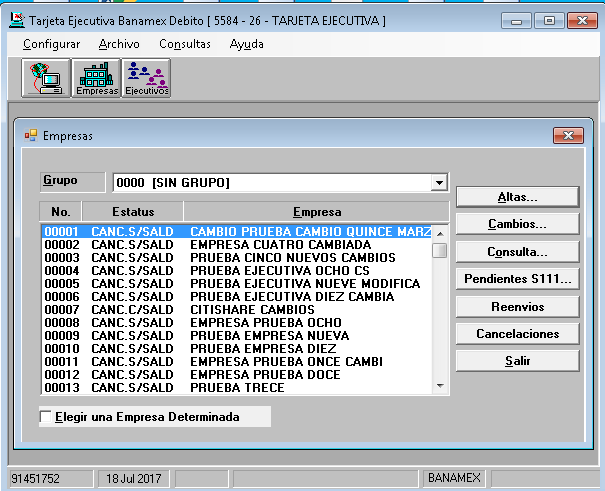 Tarjeta Ejecutiva Banamex Debito [ 5584 - 26 - TARJETA EJECUTIVA ]
Configurar Archivo Consultas Ayuda
Empresas Ejecutivos
Empresas
Grupo 0000 [SIN GRUPO]
No. Estatus Empresa
00001 CANC.S/SALD CAMBIO PRUEBA CAMBIO QUINCE MARZ
00002 CANC.S/SALD EMPRESA CUATRO CAMBIADA
00003 CANC.S/SALD PRUEBA CINCO NUEVOS CAMBIOS
00004 CANC.S/SALD PRUEBA EJECUTIVA OCHO CS
00005 CANC.S/SALD PRUEBA EJECUTIVA NUEVE MODIFICA
00006 CANC.S/SALD PRUEBA EJECUTIVA DIEZ CAMBIA
00007 CANC.C/SALD CITISHARE CAMBIOS
00008 CANC.S/SALD EMPRESA PRUEBA OCHO
00009 CANC.S/SALD PRUEBA EMPRESA NUEVA
00010 CANC.S/SALD PRUEBA EMPRESA DIEZ
00011 CANC.S/SALD EMPRESA PRUEBA ONCE CAMBI
00012 CANC.S/SALD EMPRESA PRUEBA DOCE
00013 CANC.S/SALD PRUEBA TRECE
Altas...
Cambios...
Consulta...
Pendientes S111...
Reenvios
Cancelaciones
Salir
Elegir una Empresa Determinada
91451752 18 Jul 2017 BANAMEX